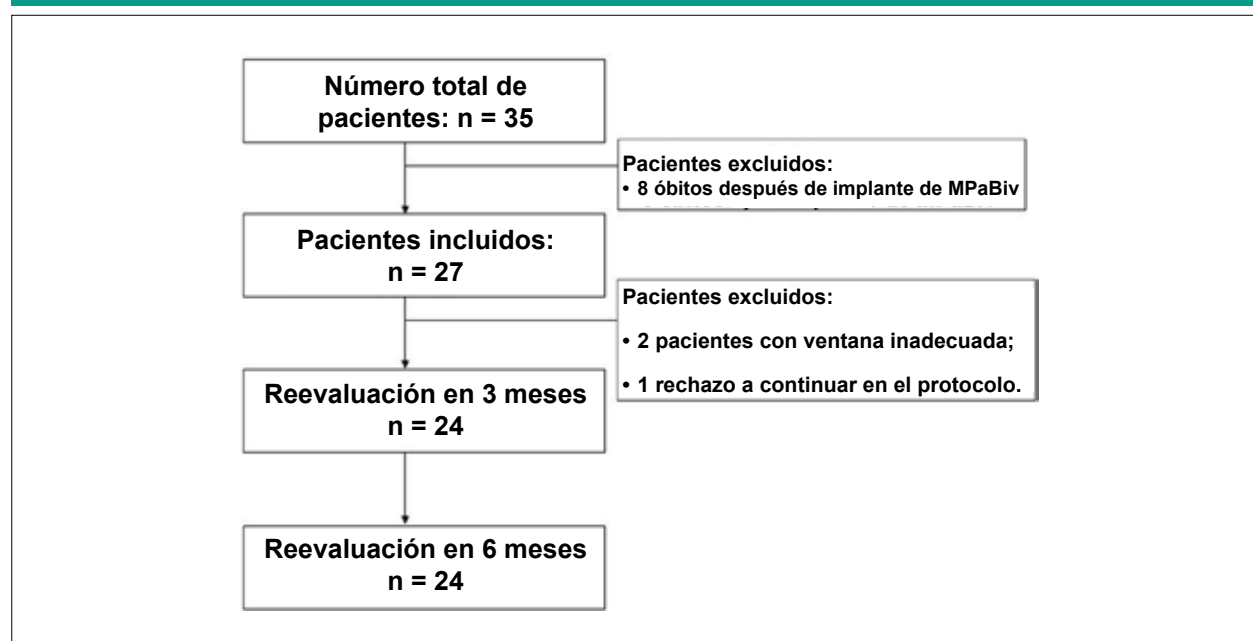 Número total de
pacientes: n = 35
Pacientes excluidos:
• 8 óbitos después de implante de MPaBiv
Pacientes incluidos:
n = 27
Pacientes excluidos:
• 2 pacientes con ventana inadecuada;
• 1 rechazo a continuar en el protocolo.
Reevaluación en 3 meses
n = 24
Reevaluación en 6 meses
n = 24